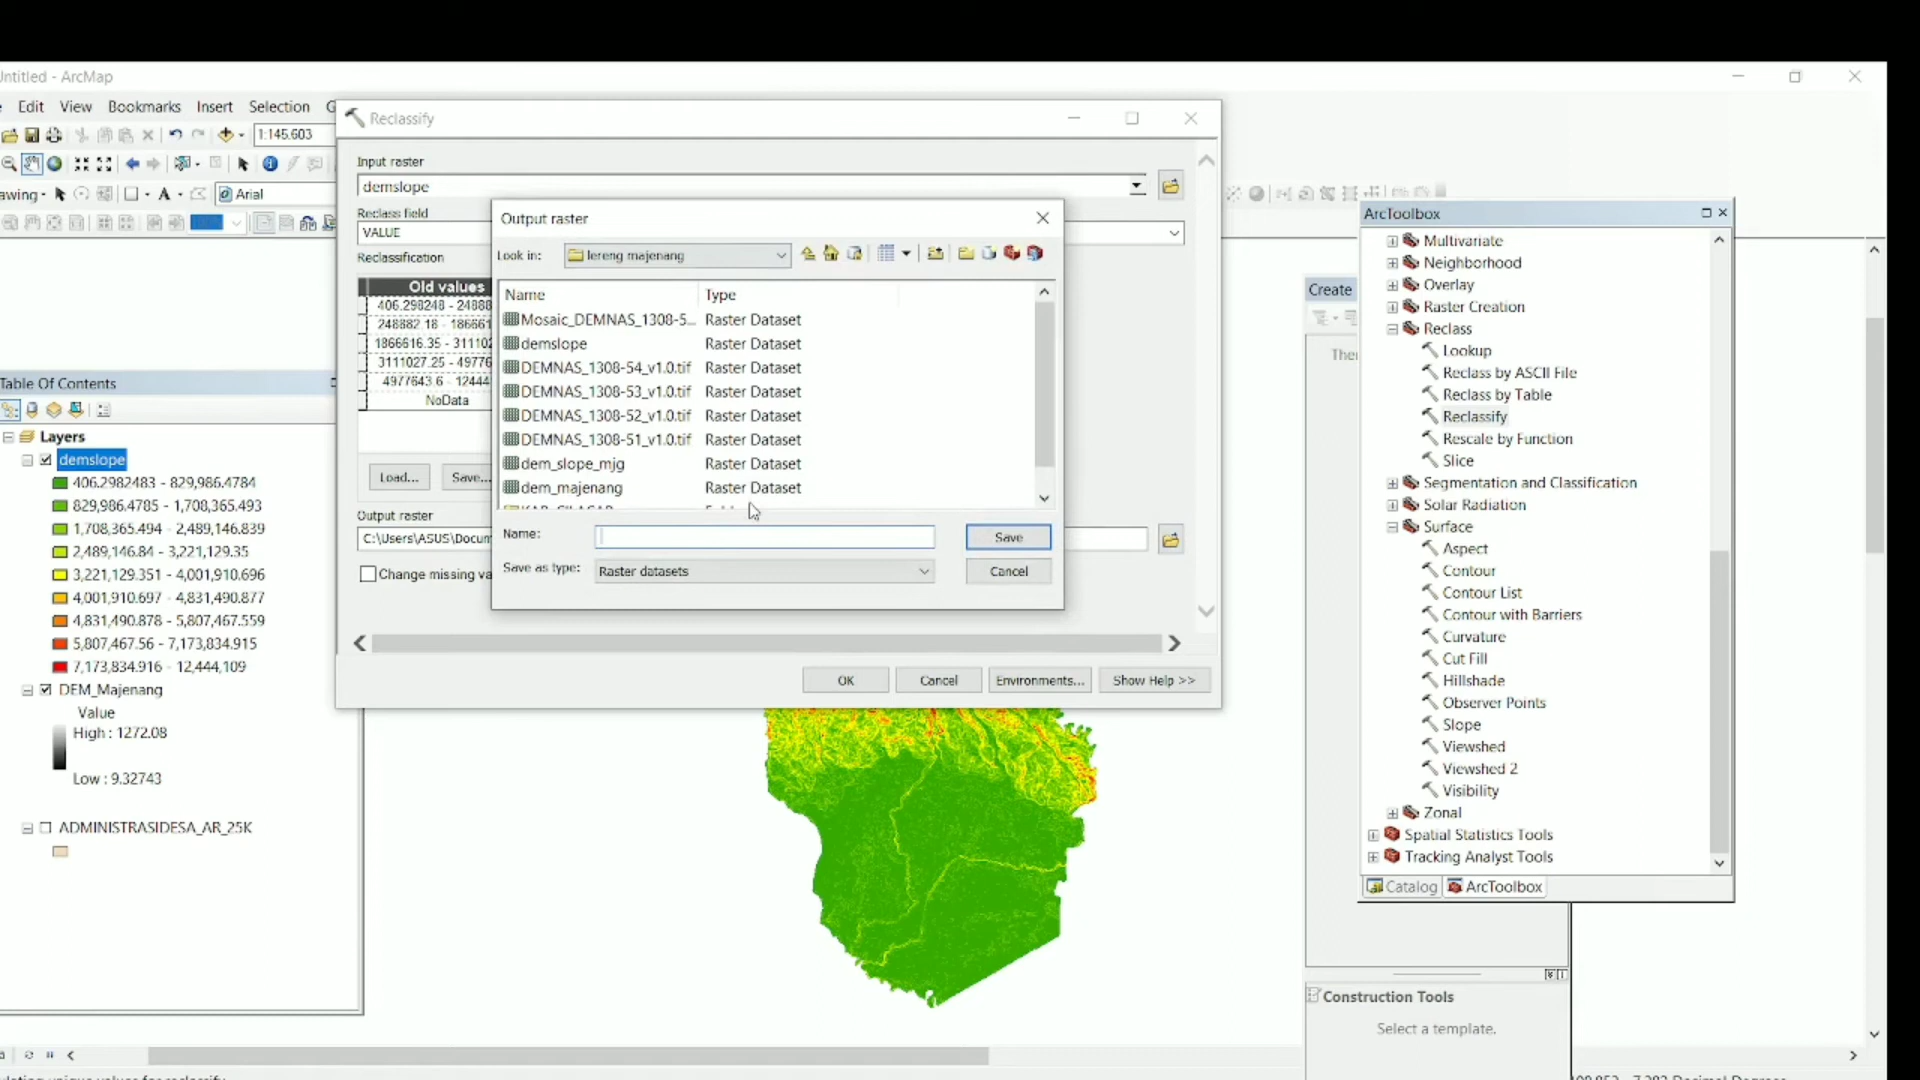 Untitled - ArcMap
Edit View Bookmarks Insert Selection
1:145.603
Arial
Table Of Contents
Layers
demslope
406.2982483 - 829,986.4784
829,986.4785 - 1,708,365.493
1,708,365.494 - 2,489,146.839
2,489,146.84 - 3,221,129.35
3,221,129.351 - 4,001,910.696
4,001,910.697 - 4,831,490.877
4,831,490.878 - 5,807,467.559
5,807,467.56 - 7,173,834.915
7,173,834.916 - 12,444,109
DEM_Majenang
Value
High : 1272.08
Low : 9.32743
ADMINISTRASIDESA_AR_25K
Reclassify
Input raster
demslope
Reclass field
VALUE
Reclassification
Old values
406.298248 - 24888
248882.18 - 186661
1866616.35 - 31110
3111027.25 - 4977
4977643.6 - 12444
NoData
Load... Save...
Output raster
C:\Users\ASUS\Docum
Change missing va
OK Cancel Environments... Show Help >>
Output raster
Look in: lereng majenang
Name Type
Mosaic_DEMNAS_1308-5... Raster Dataset
demslope Raster Dataset
DEMNAS_1308-54_v1.0.tif Raster Dataset
DEMNAS_1308-53_v1.0.tif Raster Dataset
DEMNAS_1308-52_v1.0.tif Raster Dataset
DEMNAS_1308-51_v1.0.tif Raster Dataset
dem_slope_mjg Raster Dataset
dem_majenang Raster Dataset
Name: Save
Save as type: Raster datasets Cancel
Create
ArcToolbox
Multivariate
Neighborhood
Overlay
Raster Creation
Reclass
Lookup
Reclass by ASCII File
Reclass by Table
Reclassify
Rescale by Function
Slice
Segmentation and Classification
Solar Radiation
Surface
Aspect
Contour
Contour List
Contour with Barriers
Curvature
Cut Fill
Hillshade
Observer Points
Slope
Viewshed
Viewshed 2
Visibility
Zonal
Spatial Statistics Tools
Tracking Analyst Tools
Catalog ArcToolbox
Construction Tools
Select a template.